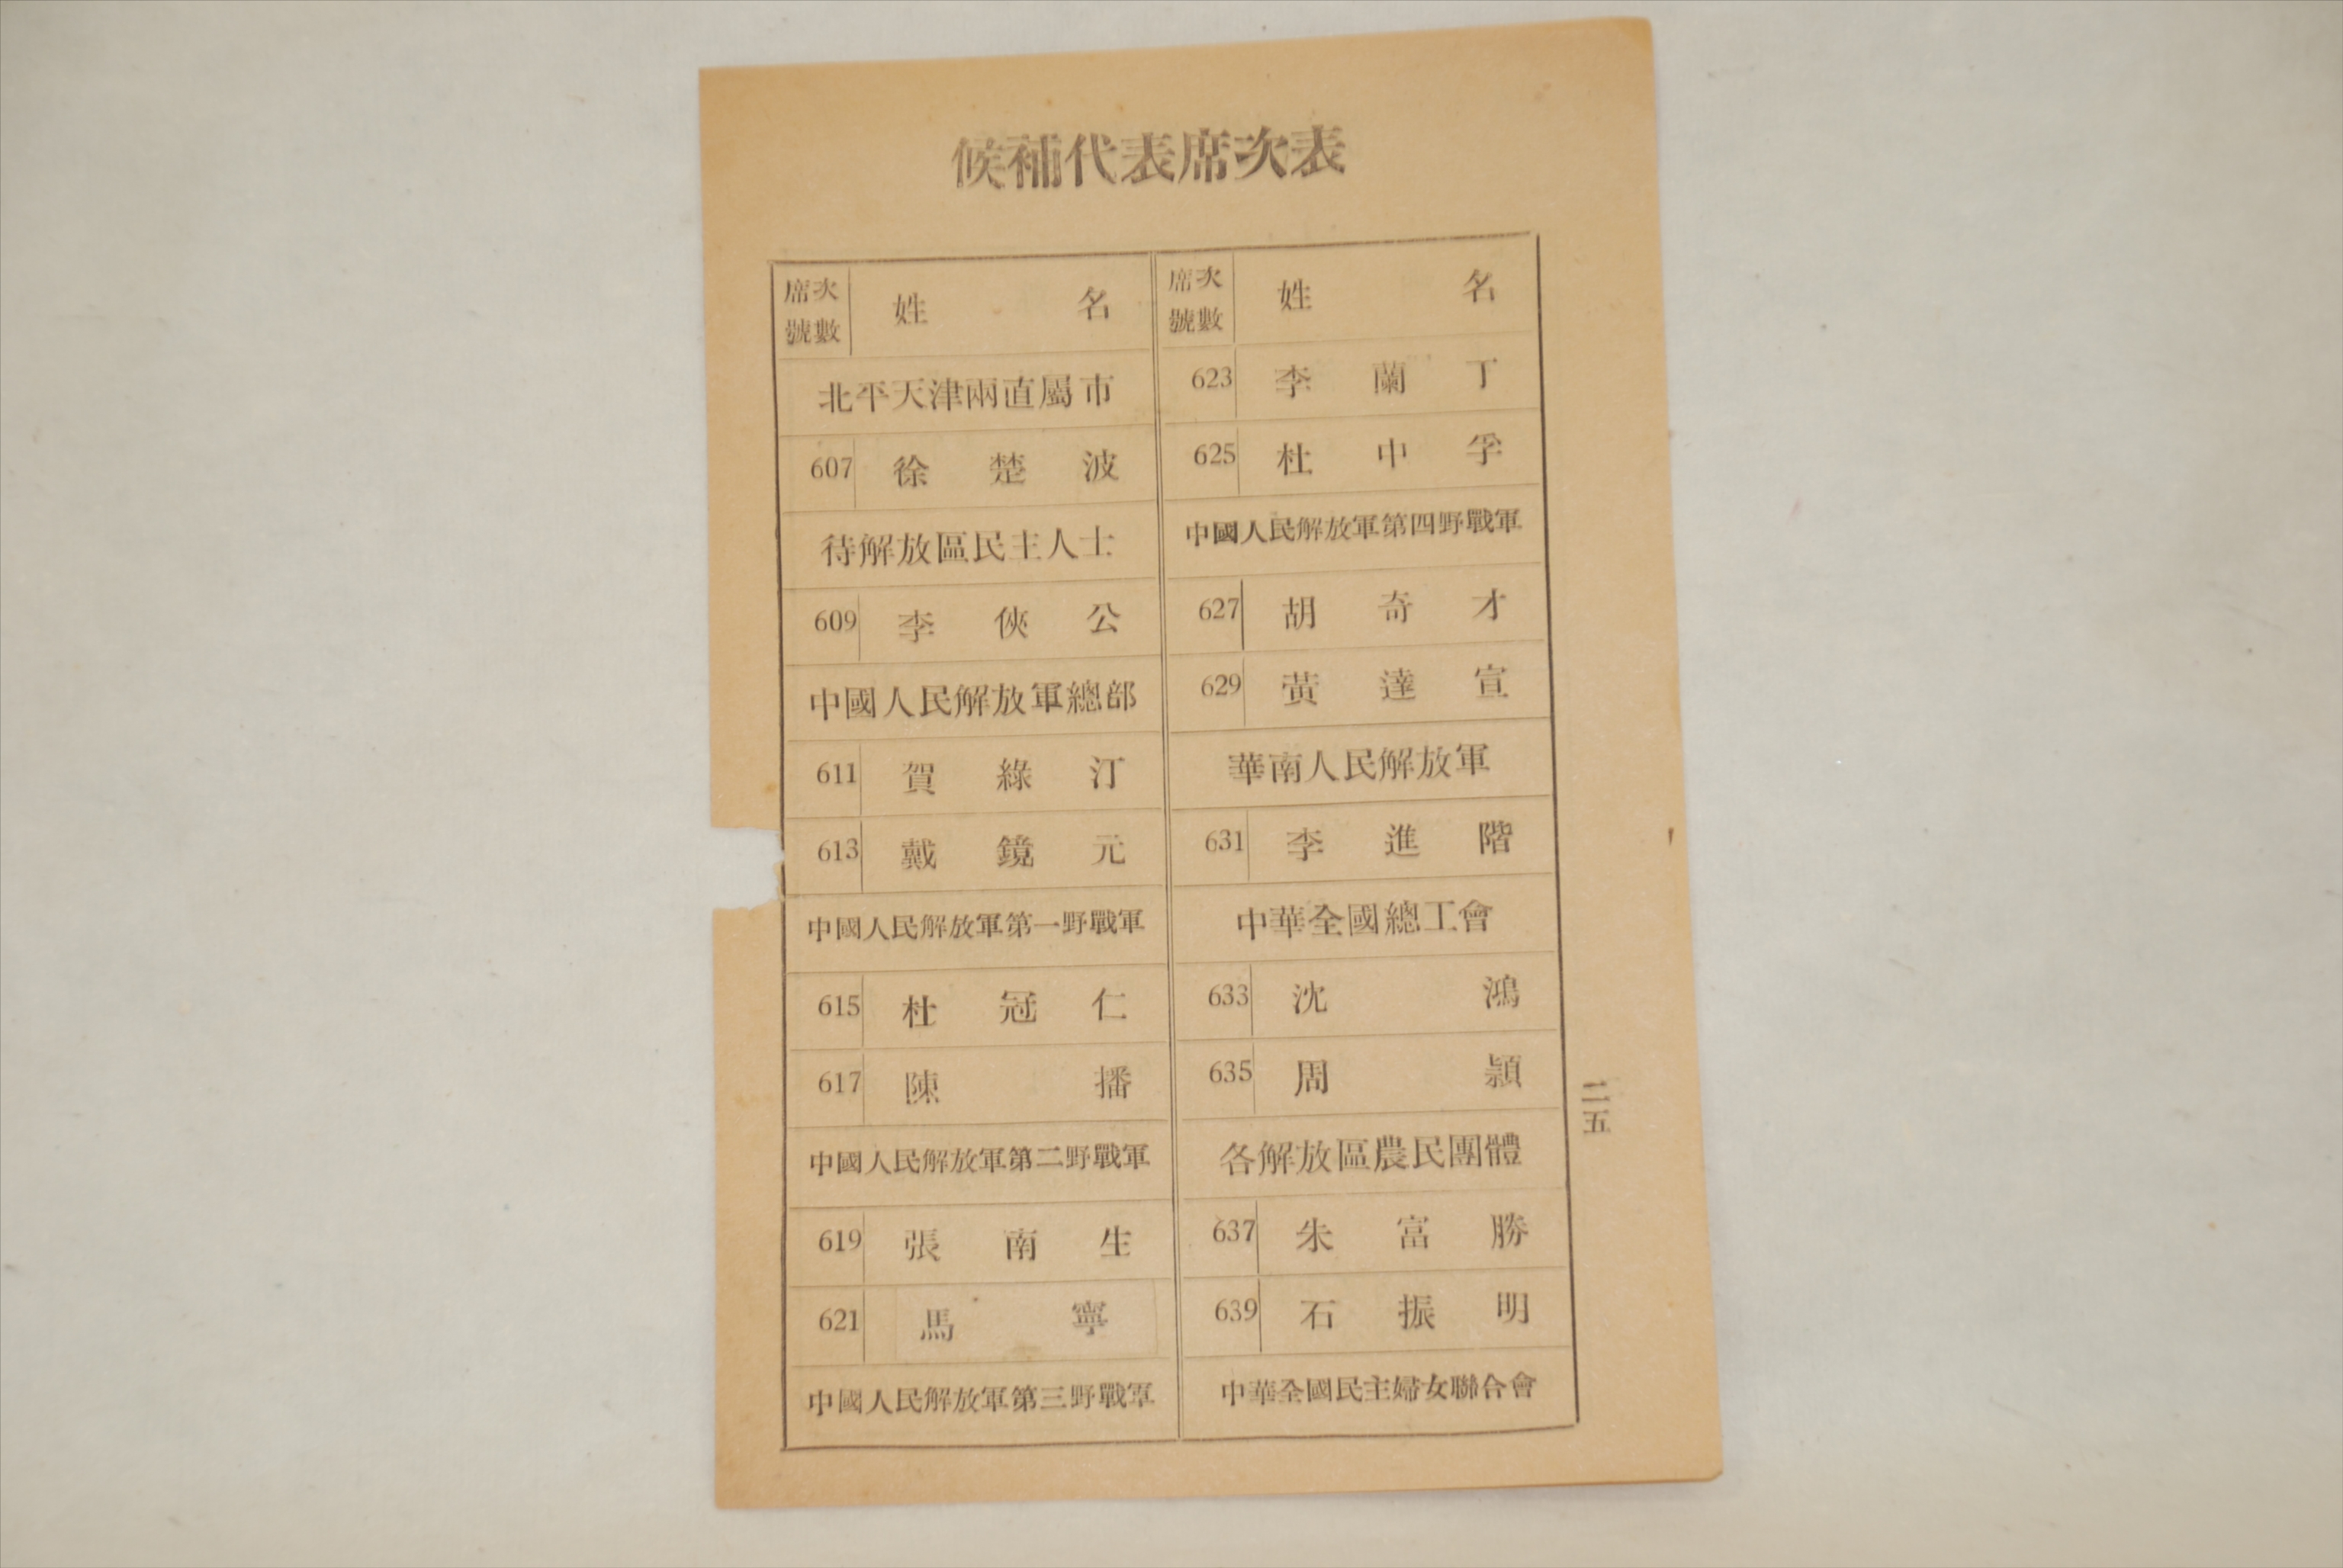 候補代表席次表
席次號數 姓名
北平天津兩直屬市
607 徐楚波
待解放區民主人士
609 李俠公
中國人民解放軍總部
611 賀綠汀
613 戴鏡元
中國人民解放軍第一野戰軍
615 杜冠仁
617 陳播
中國人民解放軍第二野戰軍
619 張南生
621 馬寧
中國人民解放軍第三野戰軍
席次號數 姓名
623 李蘭丁
625 杜中孚
中國人民解放軍第四野戰軍
627 胡奇才
629 黃達宣
華南人民解放軍
631 李進階
中華全國總工會
633 沈鴻
635 周潁
各解放區農民團體
637 朱富勝
639 石振明
中華全國民主婦女聯合會
二五